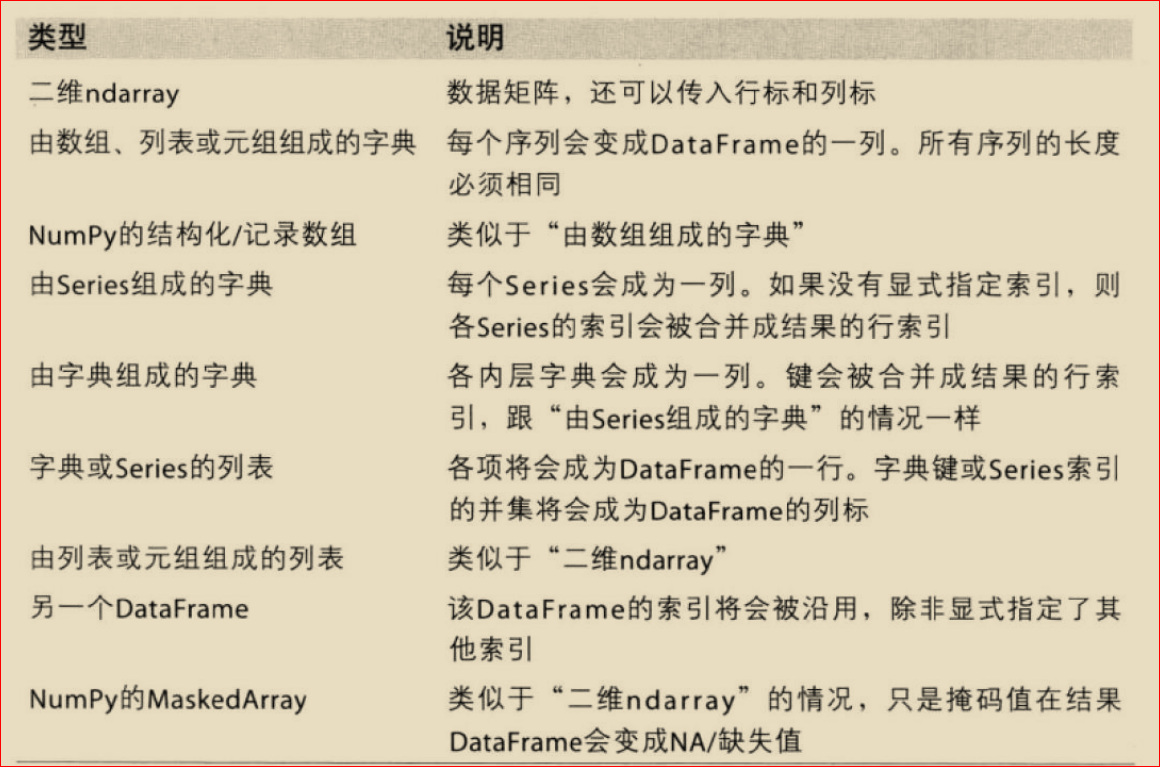 类型 说明
二维ndarray 数据矩阵，还可以传入行标和列标
由数组、列表或元组组成的字典 每个序列会变成DataFrame的一列。所有序列的长度
必须相同
NumPy的结构化/记录数组 类似于“由数组组成的字典”
由Series组成的字典 每个Series会成为一列。如果没有显式指定索引，则
各Series的索引会被合并成结果的行索引
由字典组成的字典 各内层字典会成为一列。键会被合并成结果的行索
引，跟“由Series组成的字典”的情况一样
字典或Series的列表 各项将会成为DataFrame的一行。字典键或Series索引
的并集将会成为DataFrame的列标
由列表或元组组成的列表 类似于“二维ndarray”
另一个DataFrame 该DataFrame的索引将会被沿用，除非显式指定了其
他索引
NumPy的MaskedArray 类似于“二维ndarray”的情况，只是掩码值在结果
DataFrame会变成NA/缺失值